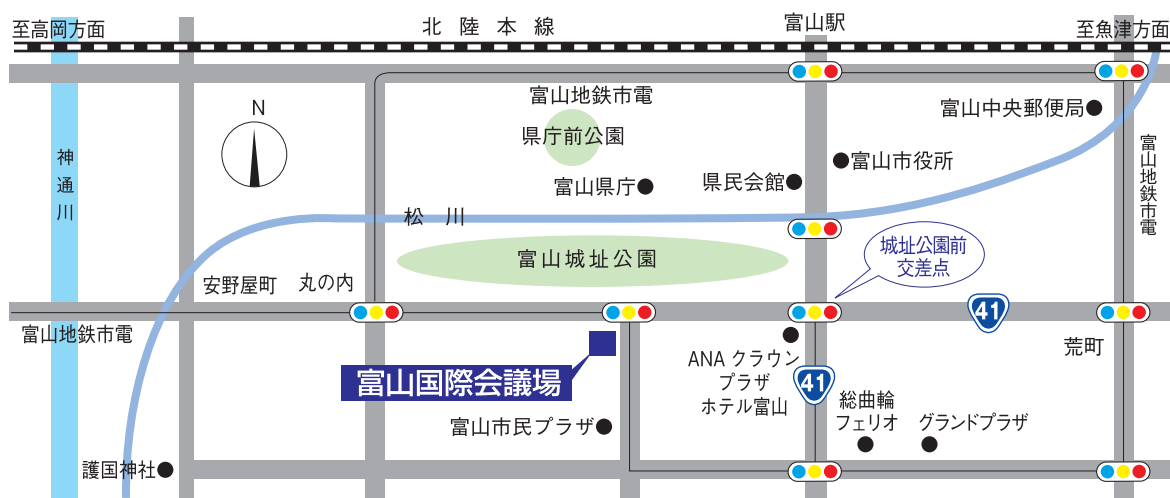 至高岡方面
北陸本線
富山駅
至魚津方面
富山地鉄市電
富山中央郵便局
N
県庁前公園
神通川
富山市役所
富山地鉄市電
県民会館
富山県庁
松川
城址公園前
交差点
富山城址公園
安野屋町
丸の内
41
富山地鉄市電
荒町
ANA クラウン
プラザ
ホテル富山
富山国際会議場
41
総曲輪
フェリオ
グランドプラザ
富山市民プラザ
護国神社